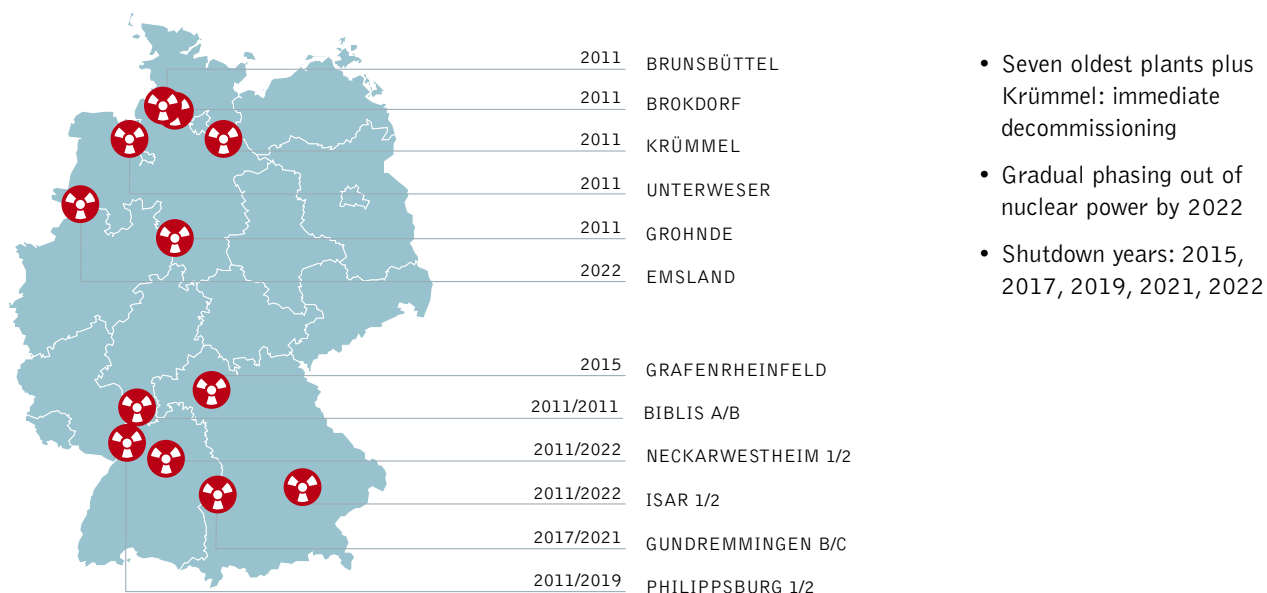 2011 BRUNSBÜTTEL
2011 BROKDORF
2011 KRÜMMEL
2011 UNTERWESER
2011 GROHNDE
2022 EMSLAND
2015 GRAFENRHEINFELD
2011/2011 BIBLIS A/B
2011/2022 NECKARWESTHEIM 1/2
2011/2022 ISAR 1/2
2017/2021 GUNDREMMINGEN B/C
2011/2019 PHILIPPSBURG 1/2
• Seven oldest plants plus
Krümmel: immediate
decommissioning
• Gradual phasing out of
nuclear power by 2022
• Shutdown years: 2015,
2017, 2019, 2021, 2022